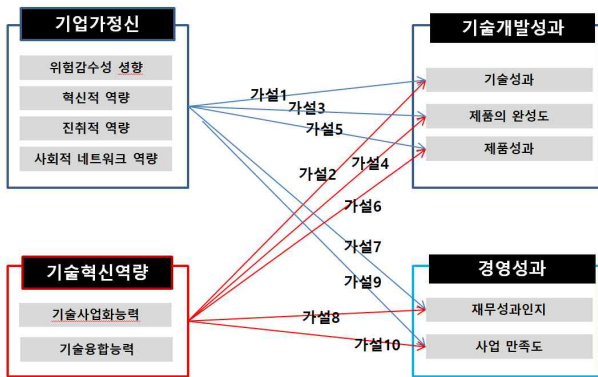 기업가정신
위험감수성 성향
혁신적 역량
진취적 역량
사회적 네트워크 역량
기술혁신역량
기술사업화능력
기술융합능력
가설1
가설3
가설5
가설2
가설4
가설6
가설7
가설9
가설8
가설10
기술개발성과
기술성과
제품의 완성도
제품성과
경영성과
재무성과인지
사업 만족도